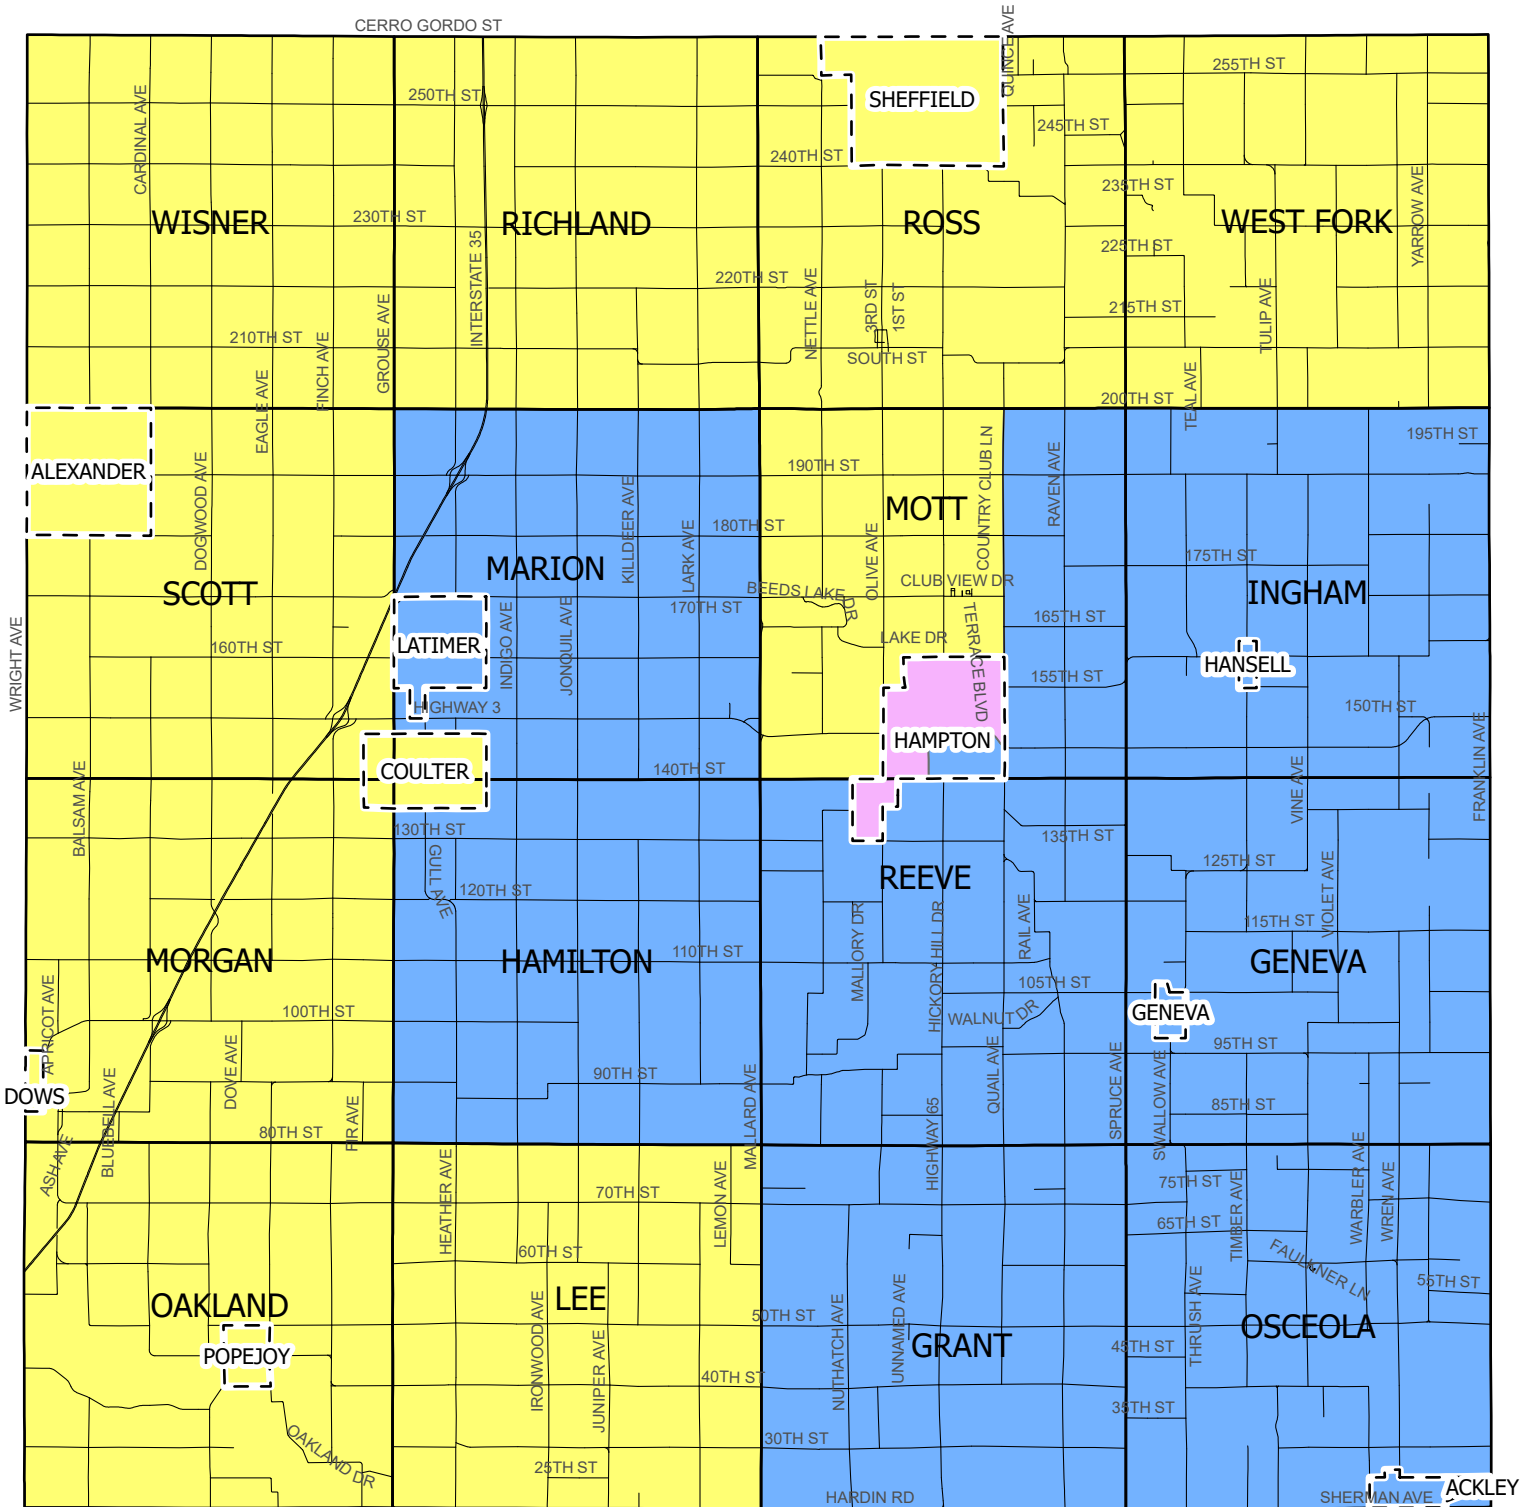 CERRO GORDO ST
QUINCE AVE
255TH ST
250TH ST
CARDINAL AVE
SHEFFIELD
245TH ST
240TH ST
235TH ST
YARROW AVE
WISNER
230TH ST
RICHLAND
ROSS
WEST FORK
INTERSTATE 35
225TH ST
220TH ST
NETTLE AVE
3RD ST
1ST ST
215TH ST
TULIP AVE
210TH ST
FINCH AVE
GROUSE AVE
SOUTH ST
EAGLE AVE
200TH ST
TEAL AVE
195TH ST
ALEXANDER
190TH ST
COUNTRY CLUB LN
RAVEN AVE
DOGWOOD AVE
KILLDEER AVE
MOTT
180TH ST
LARK AVE
OLIVE AVE
175TH ST
MARION
CLUB VIEW DR
BEEDS LAKE DR
SCOTT
INGHAM
170TH ST
165TH ST
WRIGHT AVE
160TH ST
LATIMER
INDIGO AVE
JONQUIL AVE
LAKE DR
TERRACE BLVD
HANSELL
155TH ST
HIGHWAY 3
150TH ST
HAMPTON
FRANKLIN AVE
COULTER
140TH ST
BALSAM AVE
VINE AVE
130TH ST
135TH ST
GULL AVE
125TH ST
REEVE
120TH ST
VIOLET AVE
MALLORY DR
HICKORY HILL DR
RAIL AVE
115TH ST
MORGAN
HAMILTON
110TH ST
GENEVA
105TH ST
APRICOT AVE
100TH ST
WALNUT DR
GENEVA
DOVE AVE
95TH ST
DOWS
BLUEBELL AVE
90TH ST
MALLARD AVE
QUAIL AVE
SPRUCE AVE
SWALLOW AVE
FIR AVE
85TH ST
HIGHWAY 65
80TH ST
ASH AVE
WARBLER AVE
WREN AVE
HEATHER AVE
LEMON AVE
75TH ST
TIMBER AVE
70TH ST
65TH ST
60TH ST
FAULKNER LN
55TH ST
OAKLAND
LEE
THRUSH AVE
50TH ST
NUTHATCH AVE
UNNAMED AVE
OSCEOLA
GRANT
45TH ST
POPEJOY
IRONWOOD AVE
JUNIPER AVE
40TH ST
35TH ST
30TH ST
OAKLAND DR
25TH ST
HARDIN RD
SHERMAN AVE
ACKLEY